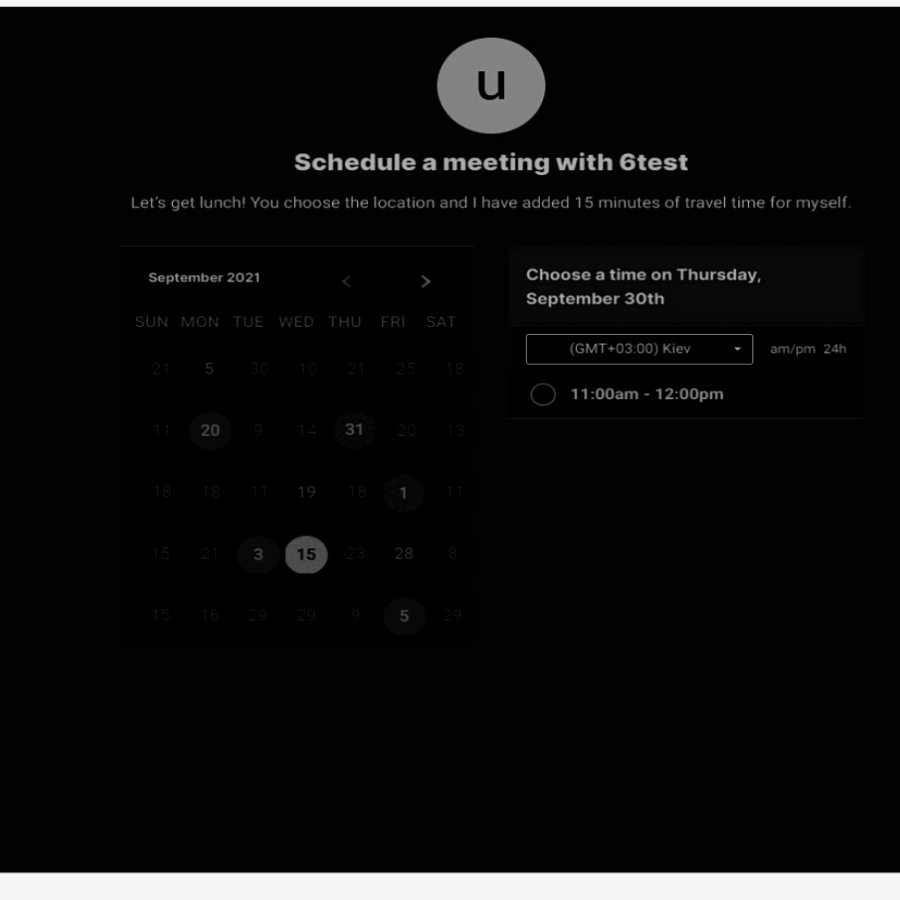 u
Schedule a meeting with 6test
Let's get lunch! You choose the location and I have added 15 minutes of travel time for myself.
September 2021 < >
SUN MON TUE WED THU FRI SAT
21 5 30 10 21 25 18
11 20 9 14 31 20 13
18 18 11 19 18 1 11
15 21 3 15 23 28 8
15 16 29 29 9 5 29
Choose a time on Thursday,
September 30th
(GMT+03:00) Kiev am/pm 24h
11:00am - 12:00pm